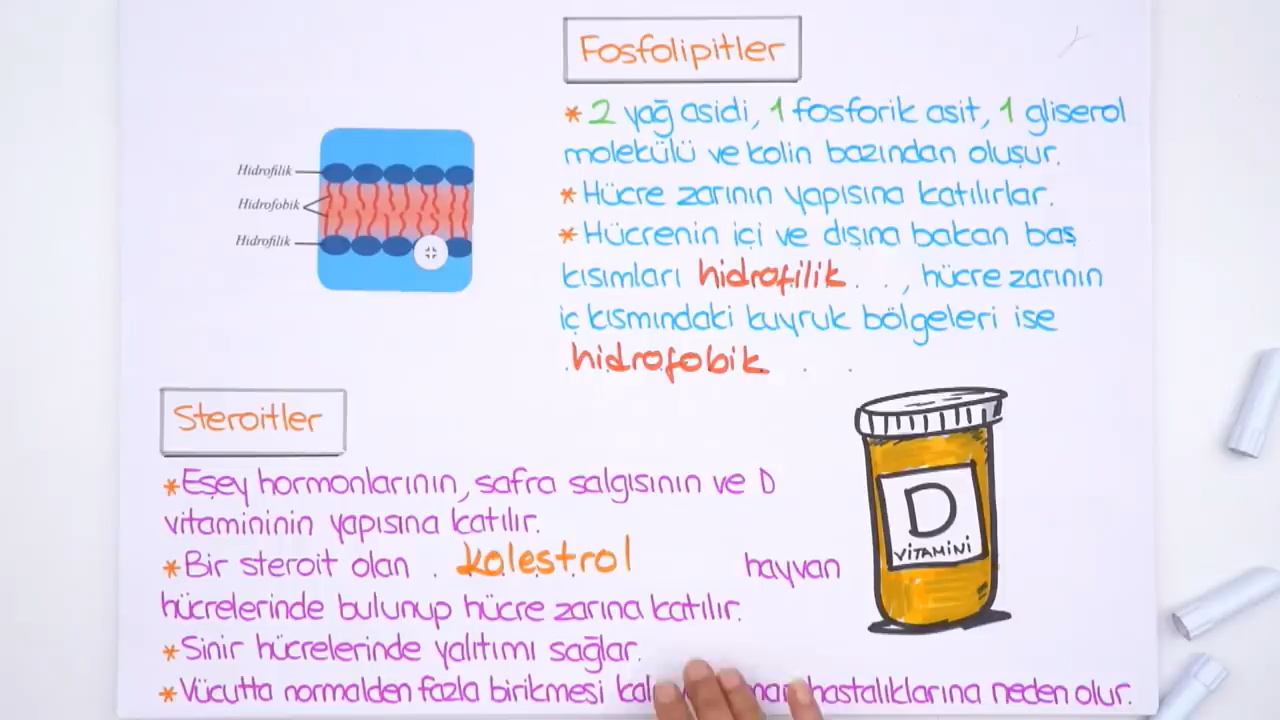 Fosfolipitler
* 2 yağ asidi, 1 fosforik asit, 1 gliserol
molekülü ve kolin bazından oluşur.
* Hücre zarının yapısına katılırlar.
* Hücrenin içi ve dışına bakan baş
kısımları hidrofilik . . , hücre zarının
iç kısmındaki kuyruk bölgeleri ise
. hidrofobik . .
Hidrofilik
Hidrofobik
Hidrofilik
Steroitler
* Eşey hormonlarının, safra salgısının ve D
vitamininin yapısına katılır.
* Bir steroit olan . kolestrol hayvan
hücrelerinde bulunup hücre zarına katılır.
* Sinir hücrelerinde yalıtımı sağlar.
* Vücutta normalden fazla birikmesi hastalıklarına neden olur.
D
VİTAMİNİ